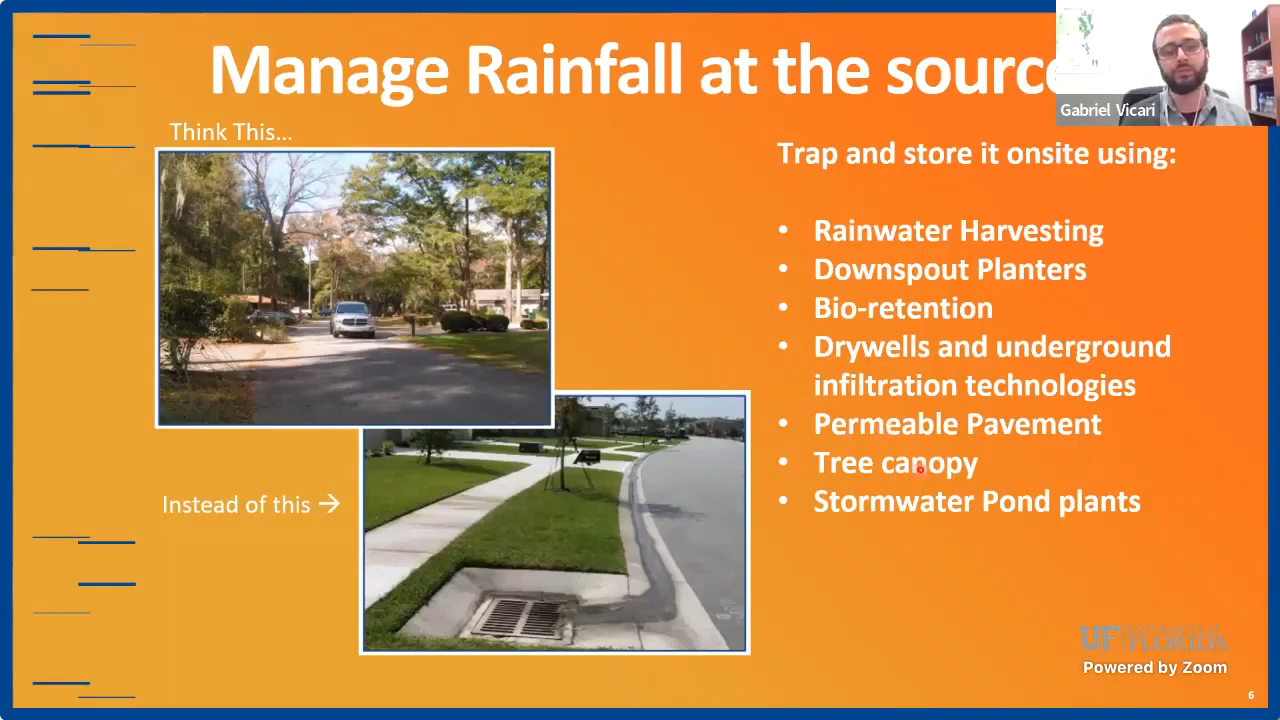 Manage Rainfall at the source
Gabriel Vicari
Think This...
Trap and store it onsite using:
• Rainwater Harvesting
• Downspout Planters
• Bio-retention
• Drywells and underground
infiltration technologies
• Permeable Pavement
• Tree canopy
• Stormwater Pond plants
Instead of this →
UF UNIVERSITY of
FLORIDA
Powered by Zoom
6